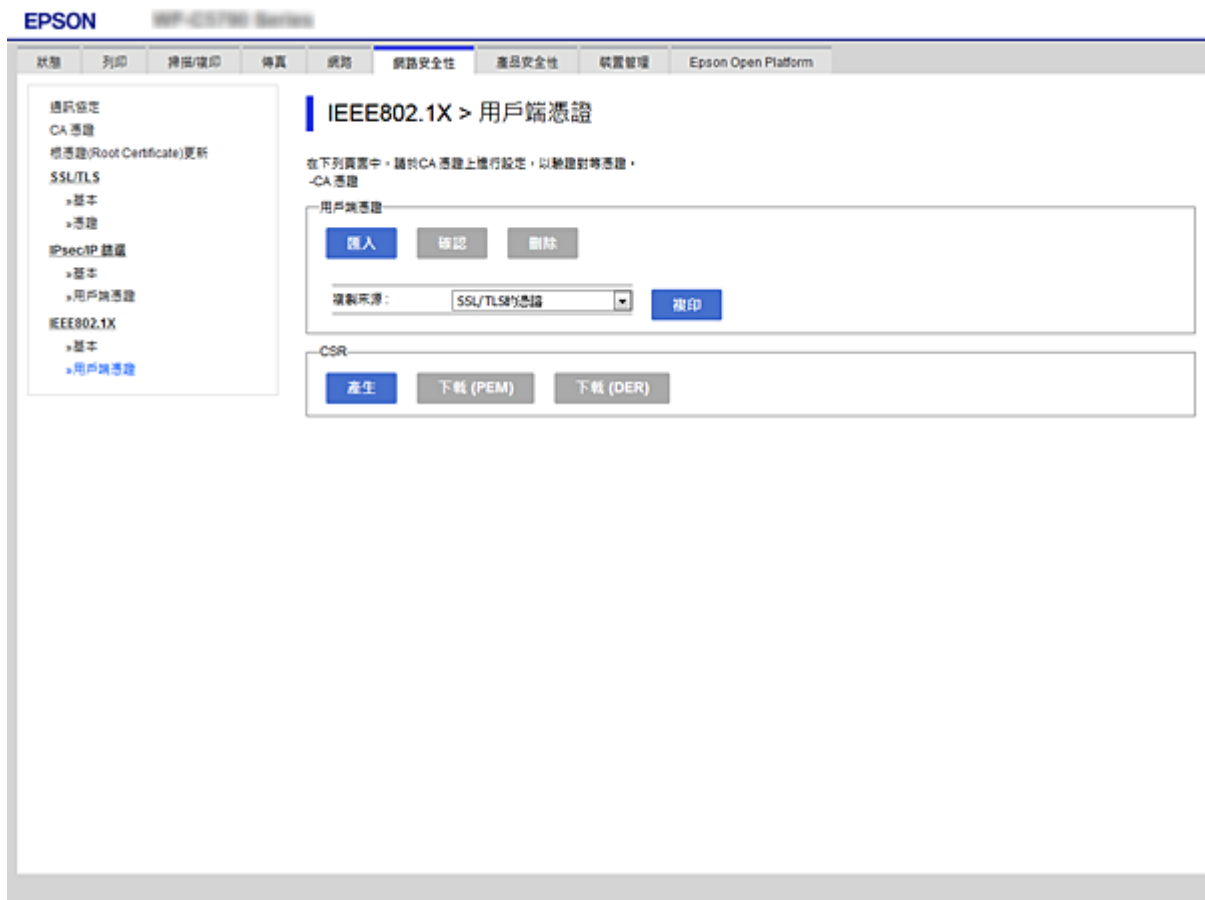 EPSON
WF-C5790 Series
狀態 列印 掃描/複印 傳真 網路 網路安全性 產品安全性 裝置管理 Epson Open Platform
通訊協定
CA 憑證
根憑證(Root Certificate)更新
SSL/TLS
»基本
»憑證
IPsec/IP 篩選
»基本
»用戶端憑證
IEEE802.1X
»基本
»用戶端憑證
IEEE802.1X > 用戶端憑證
在下列頁面中，請於CA 憑證上進行設定，以驗證對等憑證。
-CA 憑證
用戶端憑證
匯入 確認 刪除
複製來源： SSL/TLS的憑證 複印
CSR
產生 下載 (PEM) 下載 (DER)